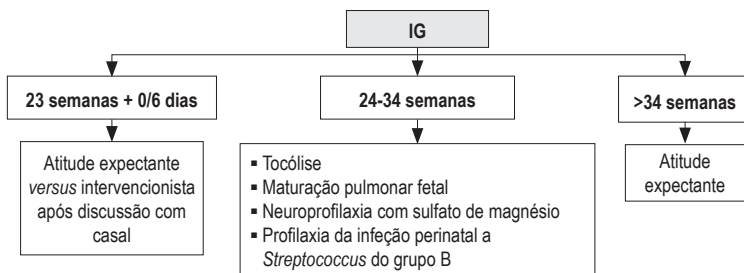 IG
23 semanas + 0/6 dias
24-34 semanas
>34 semanas
Atitude expectante
versus intervencionista
após discussão com
casal
▪ Tocólise
▪ Maturação pulmonar fetal
▪ Neuroprofilaxia com sulfato de magnésio
▪ Profilaxia da infeção perinatal a
Streptococcus do grupo B
Atitude
expectante